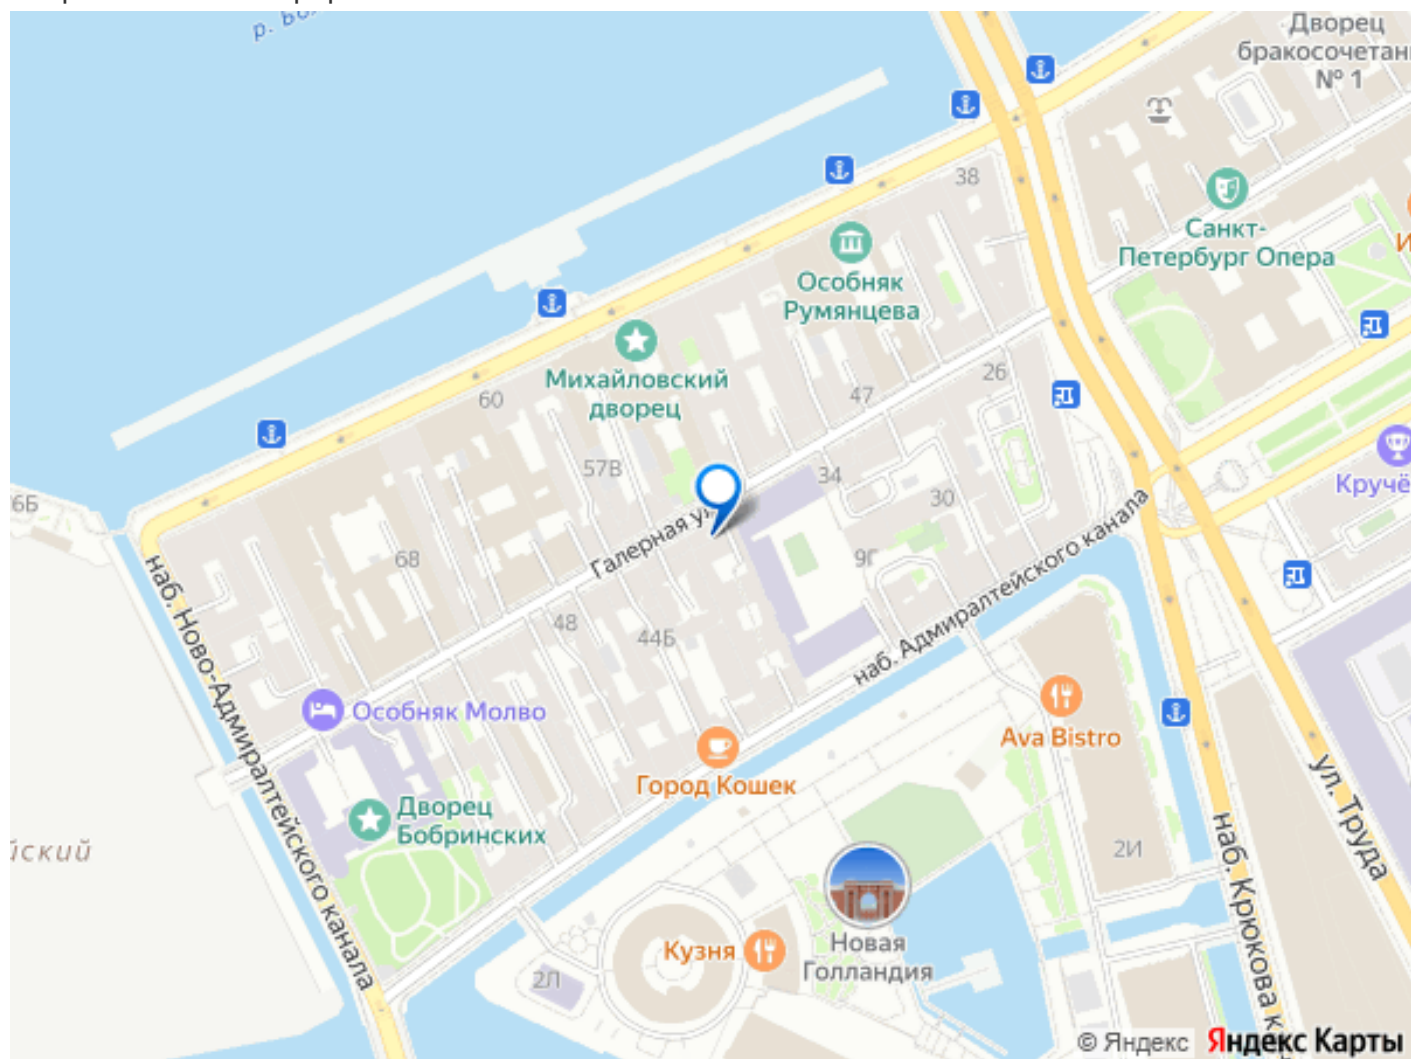 Дворец
бракосочетани
№ 1
38
Санкт-
Петербург Опера
Особняк
Румянцева
Михайловский
дворец
26
47
60
57В
34
30
Кручё
6Б
Галерная ул
9Г
68
48
44Б
наб. Адмиралтейского канала
наб. Ново-Адмиралтейского канала
Особняк Молво
Ava Bistro
Город Кошек
Дворец
Бобринских
йский
2И
ул. Труда
наб. Крюкова к
Новая
Голландия
Кузня
2Л
© Яндекс Яндекс Карты